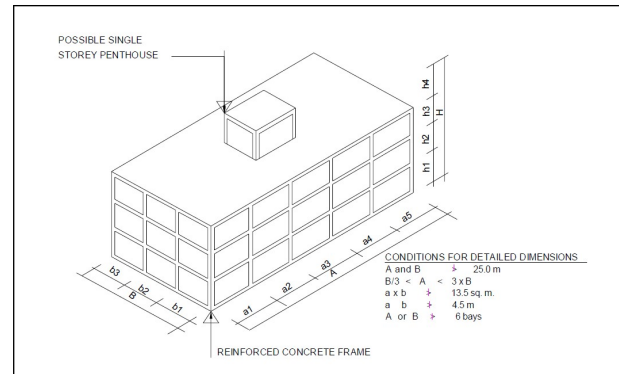 POSSIBLE SINGLE
STOREY PENTHOUSE
h4
h3
h2
h1
H
a5
a4
a3
a2
a1
A
b3
b2
b1
B
CONDITIONS FOR DETAILED DIMENSIONS
A and B ≯ 25.0 m
B/3 < A < 3 x B
a x b ≯ 13.5 sq. m.
a b ≯ 4.5 m
A or B ≯ 6 bays
REINFORCED CONCRETE FRAME